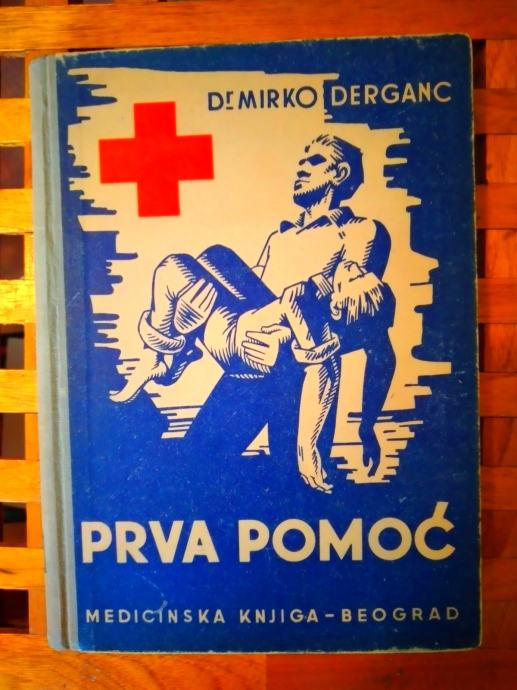 Dr MIRKO DERGANC
PRVA POMOĆ
MEDICINSKA KNJIGA – BEOGRAD